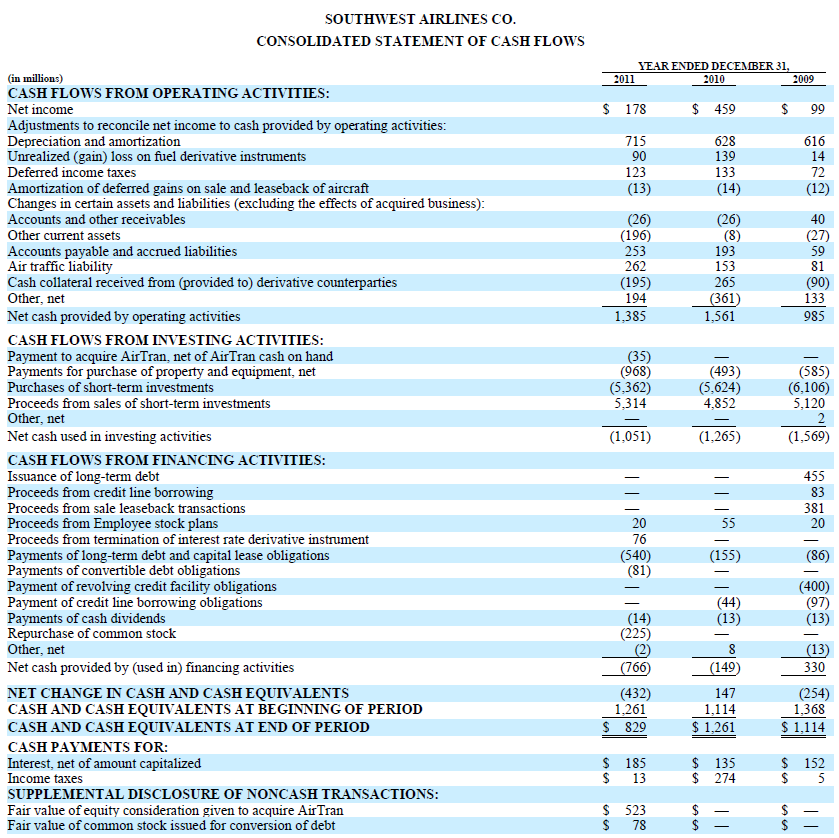 SOUTHWEST AIRLINES CO.
CONSOLIDATED STATEMENT OF CASH FLOWS
YEAR ENDED DECEMBER 31,
(in millions) 2011 2010 2009
CASH FLOWS FROM OPERATING ACTIVITIES:
Net income $ 178 $ 459 $ 99
Adjustments to reconcile net income to cash provided by operating activities:
Depreciation and amortization 715 628 616
Unrealized (gain) loss on fuel derivative instruments 90 139 14
Deferred income taxes 123 133 72
Amortization of deferred gains on sale and leaseback of aircraft (13) (14) (12)
Changes in certain assets and liabilities (excluding the effects of acquired business):
Accounts and other receivables (26) (26) 40
Other current assets (196) (8) (27)
Accounts payable and accrued liabilities 253 193 59
Air traffic liability 262 153 81
Cash collateral received from (provided to) derivative counterparties (195) 265 (90)
Other, net 194 (361) 133
Net cash provided by operating activities 1,385 1,561 985
CASH FLOWS FROM INVESTING ACTIVITIES:
Payment to acquire AirTran, net of AirTran cash on hand (35) — —
Payments for purchase of property and equipment, net (968) (493) (585)
Purchases of short-term investments (5,362) (5,624) (6,106)
Proceeds from sales of short-term investments 5,314 4,852 5,120
Other, net — — 2
Net cash used in investing activities (1,051) (1,265) (1,569)
CASH FLOWS FROM FINANCING ACTIVITIES:
Issuance of long-term debt — — 455
Proceeds from credit line borrowing — — 83
Proceeds from sale leaseback transactions — — 381
Proceeds from Employee stock plans 20 55 20
Proceeds from termination of interest rate derivative instrument 76 — —
Payments of long-term debt and capital lease obligations (540) (155) (86)
Payments of convertible debt obligations (81) — —
Payment of revolving credit facility obligations — — (400)
Payment of credit line borrowing obligations — (44) (97)
Payments of cash dividends (14) (13) (13)
Repurchase of common stock (225) — —
Other, net (2) 8 (13)
Net cash provided by (used in) financing activities (766) (149) 330
NET CHANGE IN CASH AND CASH EQUIVALENTS (432) 147 (254)
CASH AND CASH EQUIVALENTS AT BEGINNING OF PERIOD 1,261 1,114 1,368
CASH AND CASH EQUIVALENTS AT END OF PERIOD $ 829 $ 1,261 $ 1,114
CASH PAYMENTS FOR:
Interest, net of amount capitalized $ 185 $ 135 $ 152
Income taxes $ 13 $ 274 $ 5
SUPPLEMENTAL DISCLOSURE OF NONCASH TRANSACTIONS:
Fair value of equity consideration given to acquire AirTran $ 523 $ — $ —
Fair value of common stock issued for conversion of debt $ 78 $ — $ —